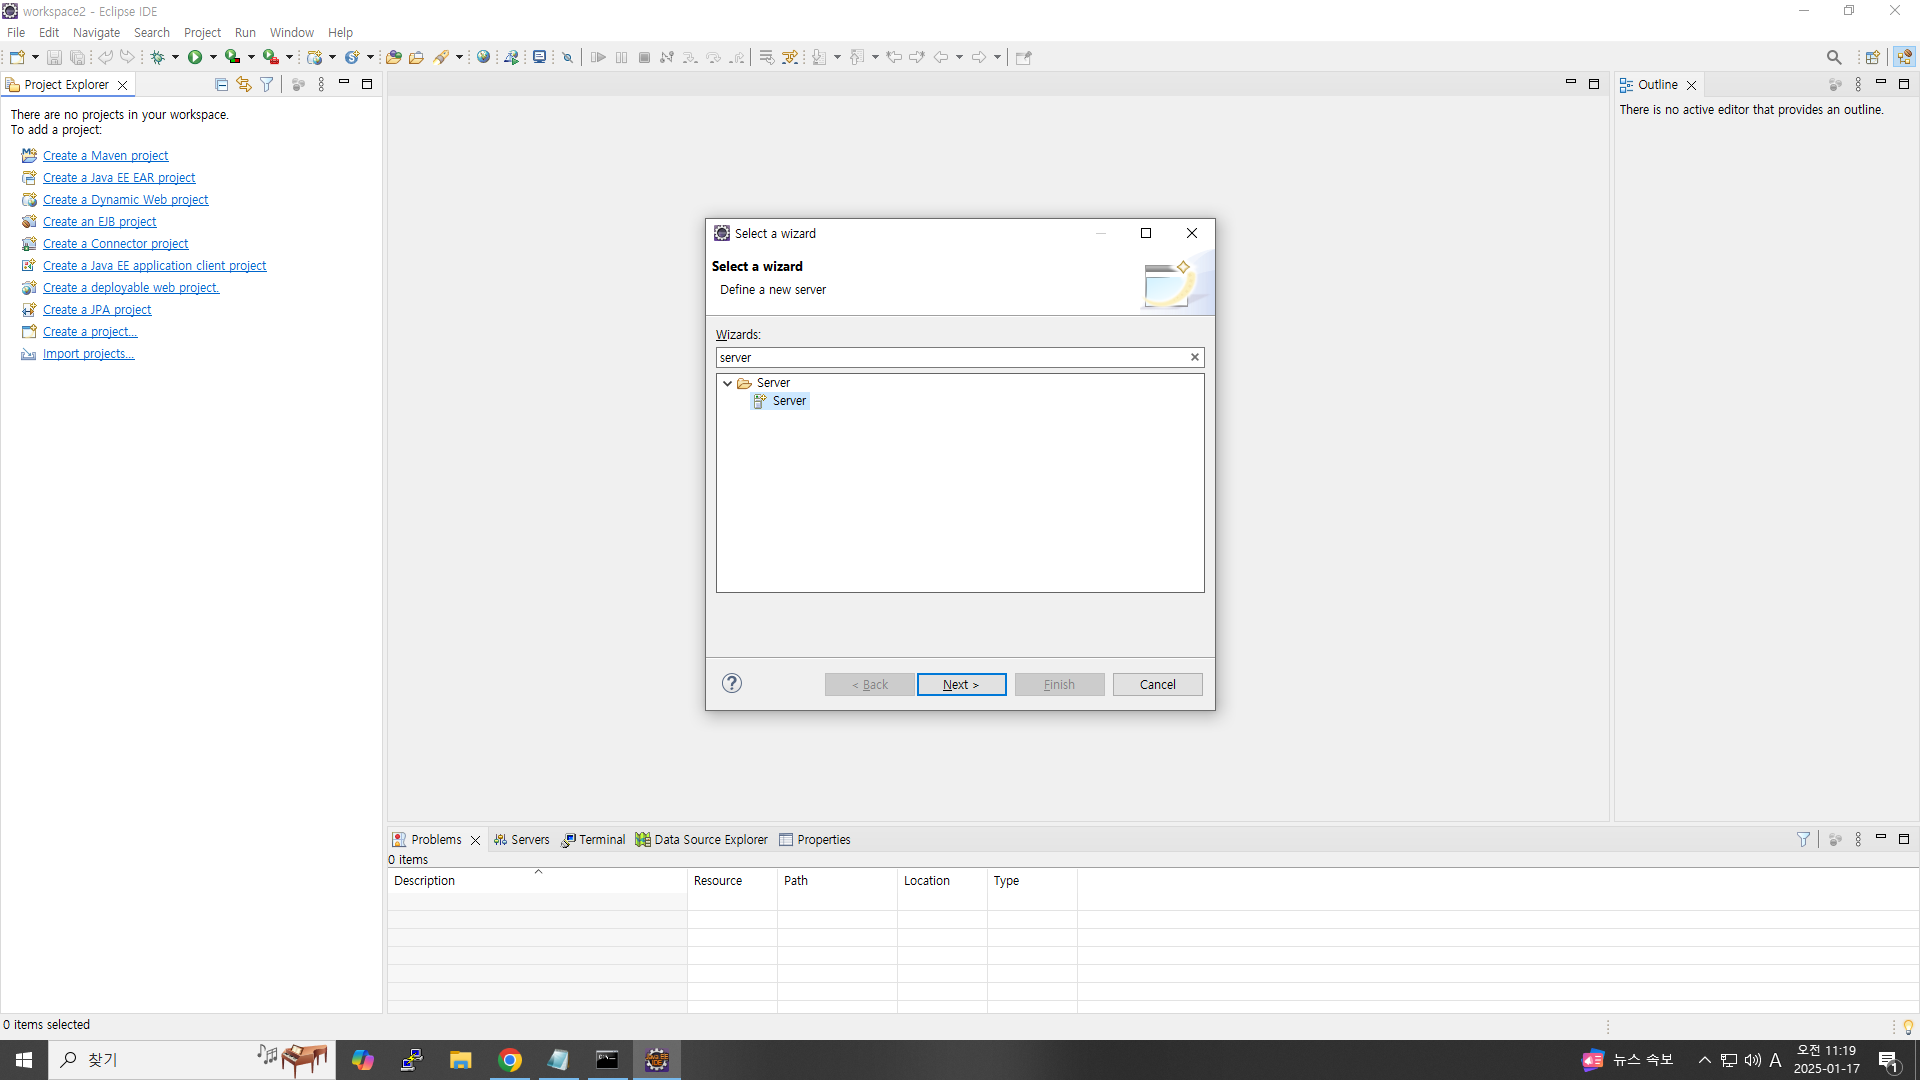 workspace2 - Eclipse IDE
File Edit Navigate Search Project Run Window Help
Project Explorer
There are no projects in your workspace.
To add a project:
Create a Maven project
Create a Java EE EAR project
Create a Dynamic Web project
Create an EJB project
Create a Connector project
Create a Java EE application client project
Create a deployable web project.
Create a JPA project
Create a project...
Import projects...
Select a wizard
Select a wizard
Define a new server
Wizards:
server
Server
Server
< Back Next > Finish Cancel
Outline
There is no active editor that provides an outline.
Problems Servers Terminal Data Source Explorer Properties
0 items
Description Resource Path Location Type
0 items selected
찾기
뉴스 속보
A
오전 11:19
2025-01-17
1